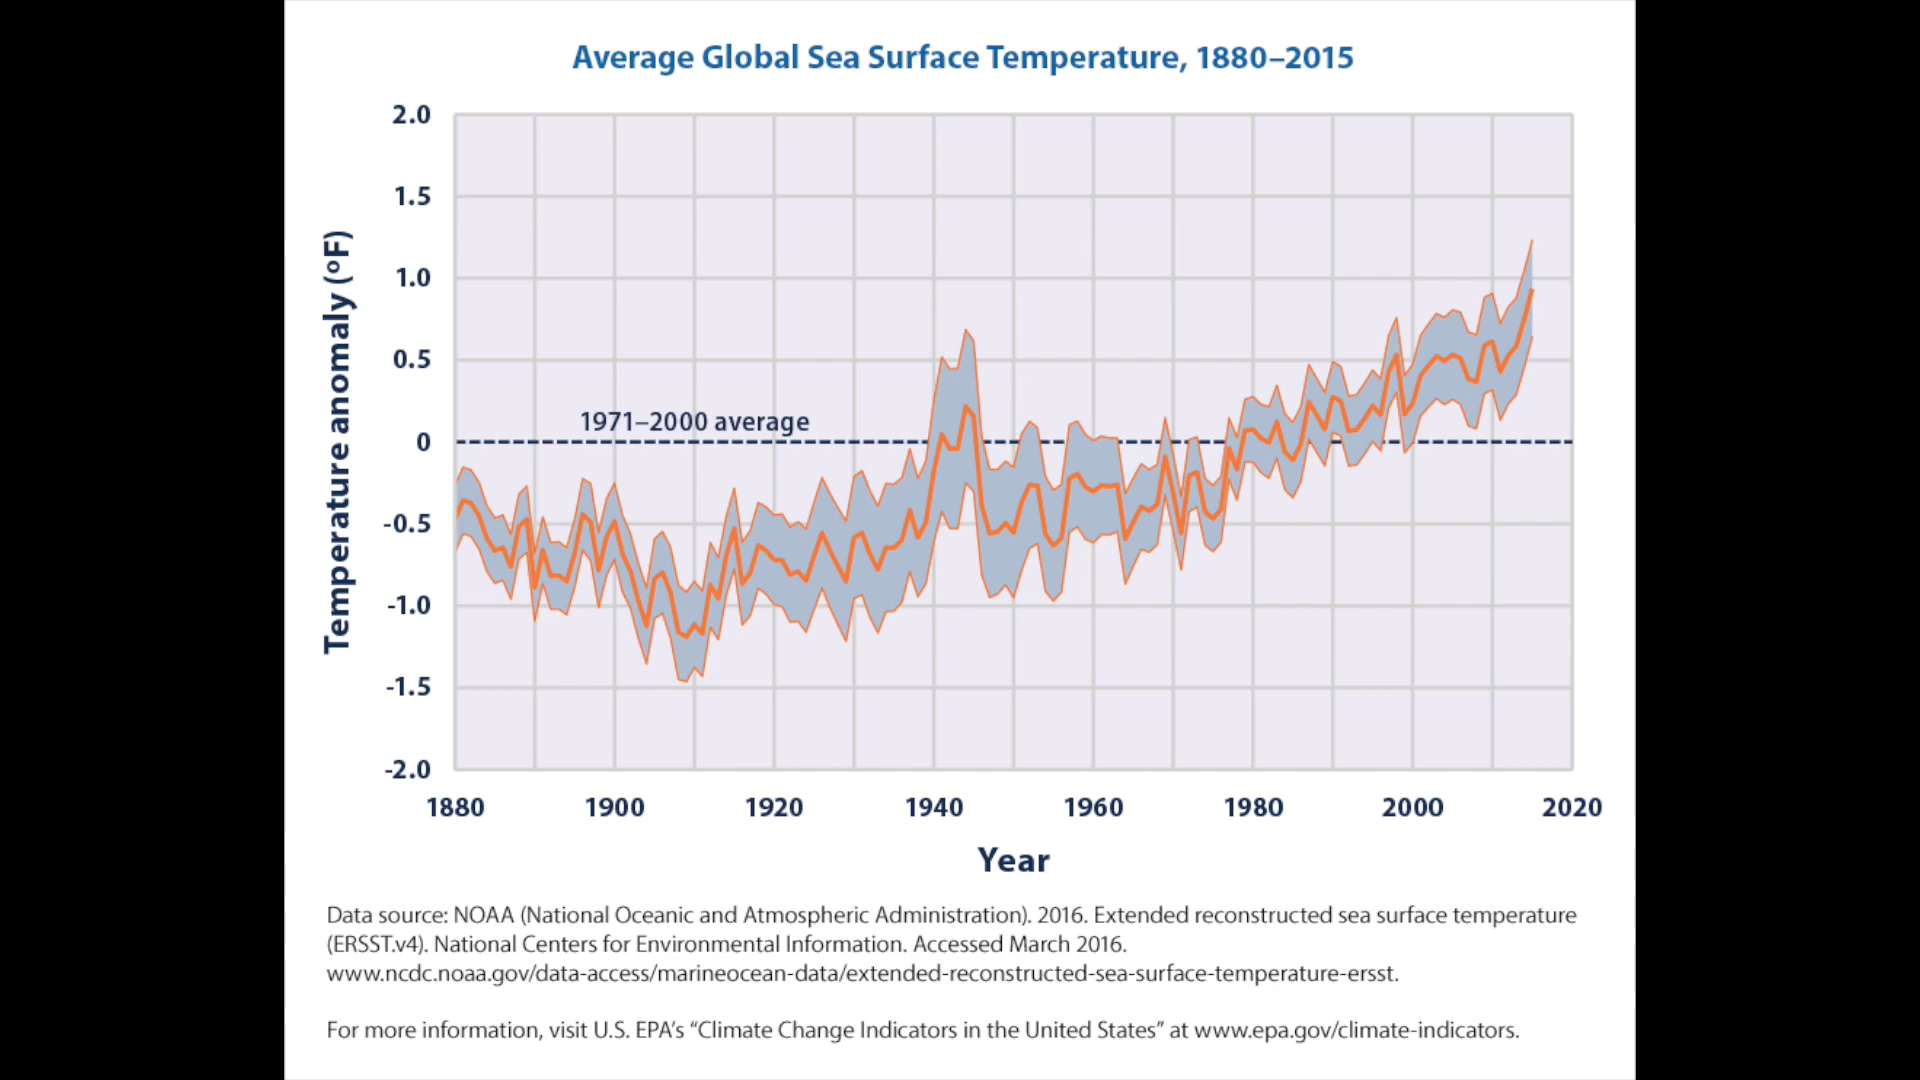 Average Global Sea Surface Temperature, 1880–2015
2.0
1.5
1.0
0.5
0
-0.5
-1.0
-1.5
-2.0
Temperature anomaly (ºF)
1971–2000 average
1880 1900 1920 1940 1960 1980 2000 2020
Year
Data source: NOAA (National Oceanic and Atmospheric Administration). 2016. Extended reconstructed sea surface temperature
(ERSST.v4). National Centers for Environmental Information. Accessed March 2016.
www.ncdc.noaa.gov/data-access/marineocean-data/extended-reconstructed-sea-surface-temperature-ersst.
For more information, visit U.S. EPA’s “Climate Change Indicators in the United States” at www.epa.gov/climate-indicators.